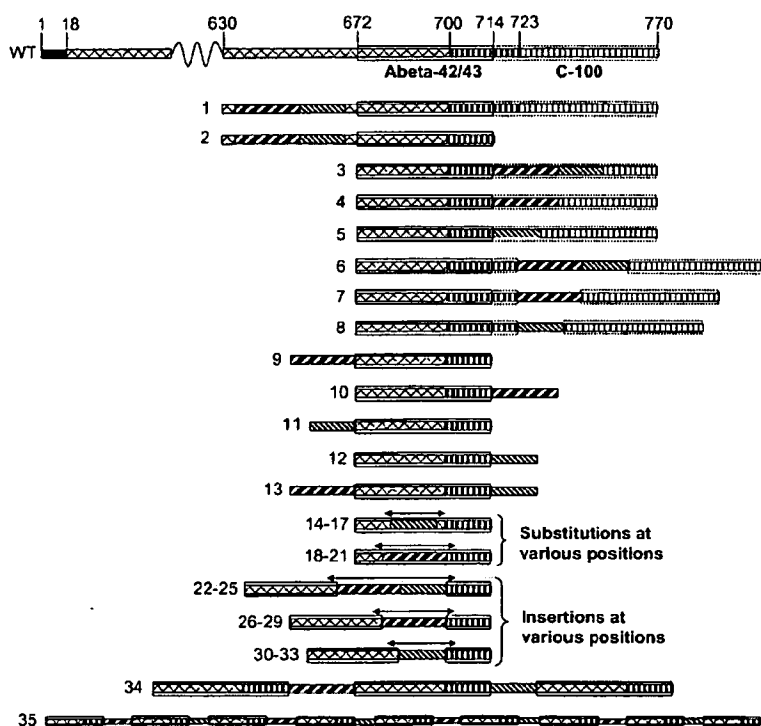 1 18 630 672 700 714 723 770
WT
Abeta-42/43 C-100
1
2
3
4
5
6
7
8
9
10
11
12
13
14-17
Substitutions at
various positions
18-21
22-25
Insertions at
various positions
26-29
30-33
34
35